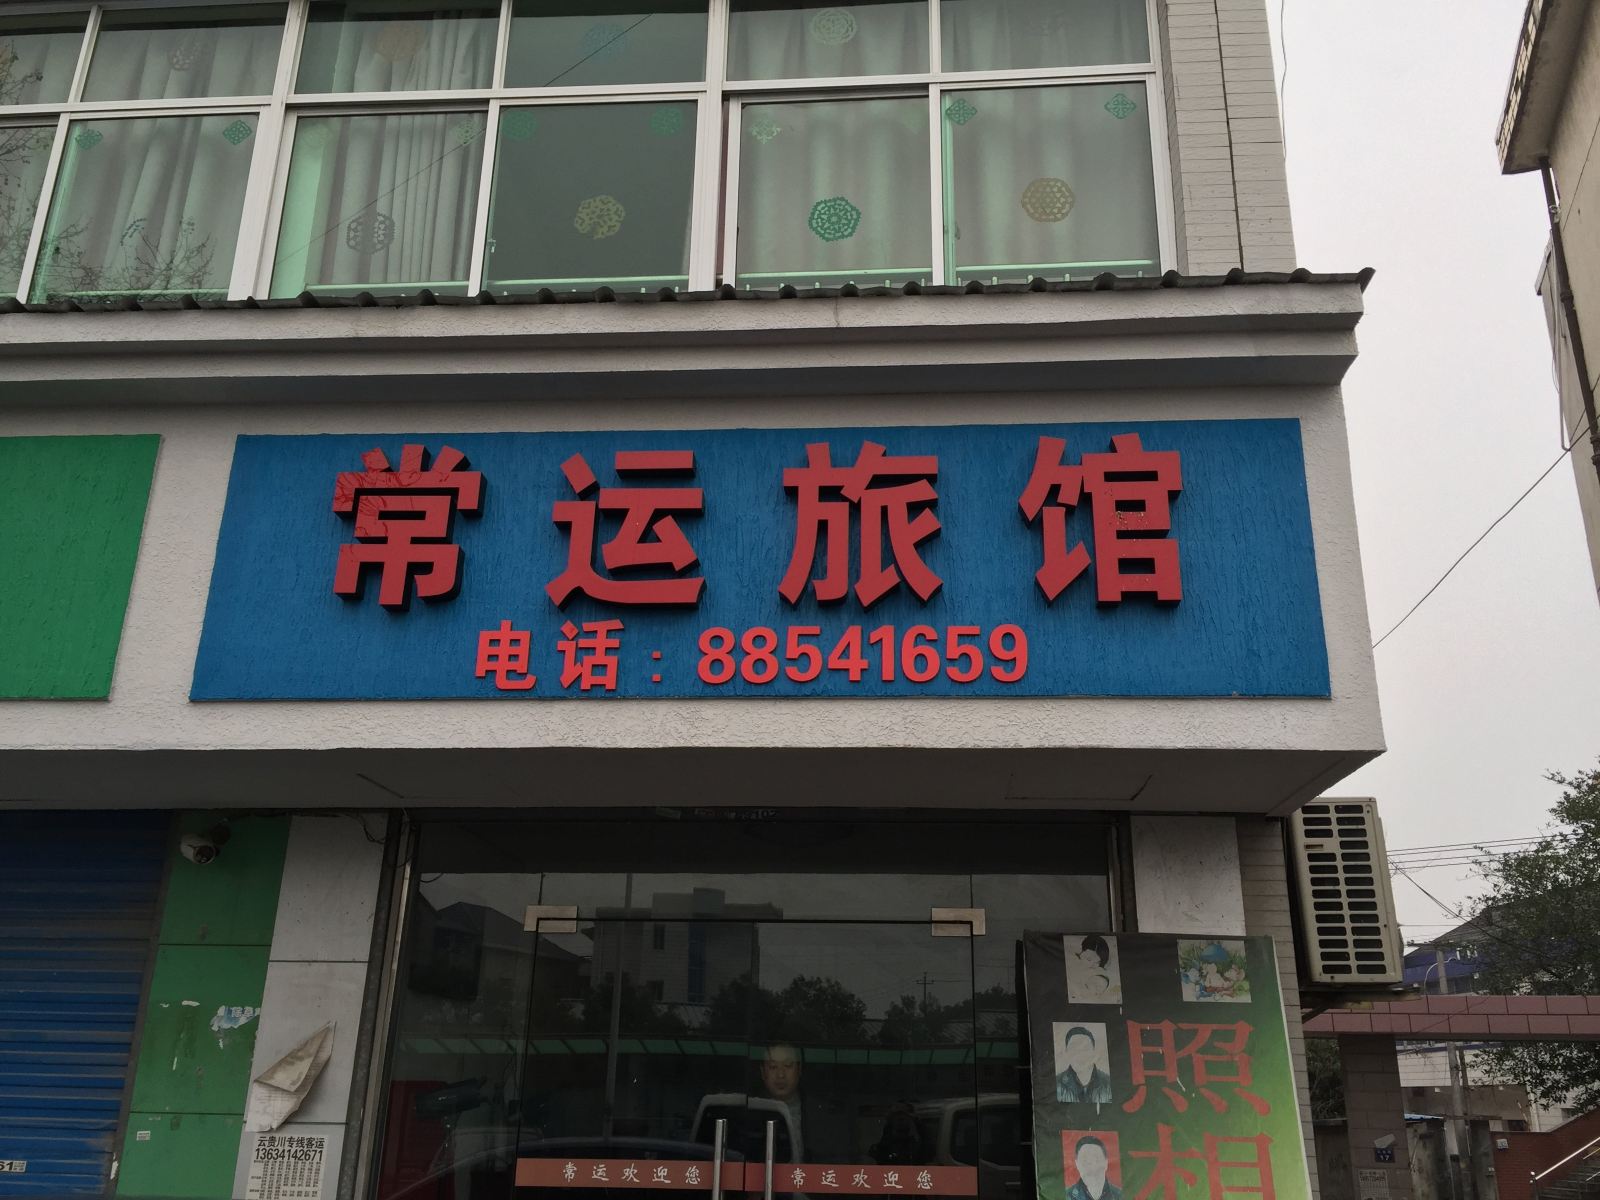 常运旅馆
电话：88541659
云贵川专线客运
13634142671
照
相
常运欢迎您
常运欢迎您